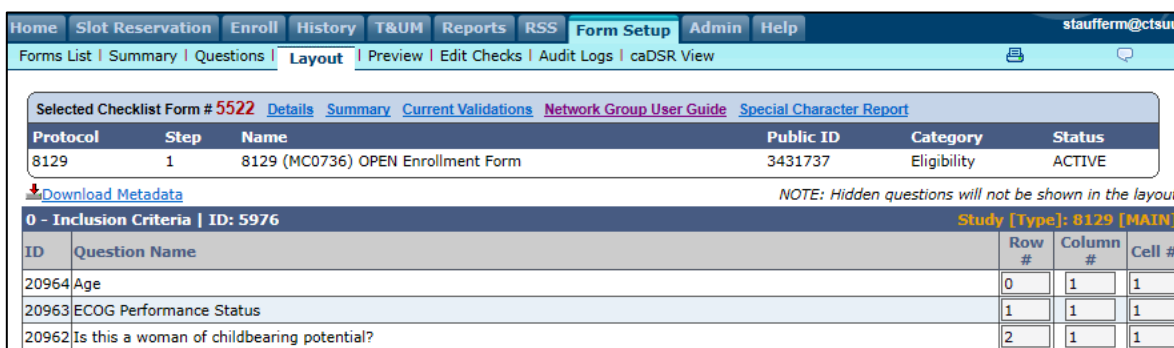 Home Slot Reservation Enroll History T&UM Reports RSS Form Setup Admin Help staufferm@ctsu
Forms List | Summary | Questions | Layout | Preview | Edit Checks | Audit Logs | caDSR View
Selected Checklist Form # 5522 Details Summary Current Validations Network Group User Guide Special Character Report
Protocol Step Name Public ID Category Status
8129 1 8129 (MC0736) OPEN Enrollment Form 3431737 Eligibility ACTIVE
Download Metadata NOTE: Hidden questions will not be shown in the layout
0 - Inclusion Criteria | ID: 5976 Study [Type]: 8129 [MAIN]
ID Question Name Row # Column # Cell #
20964 Age 0 1 1
20963 ECOG Performance Status 1 1 1
20962 Is this a woman of childbearing potential? 2 1 1